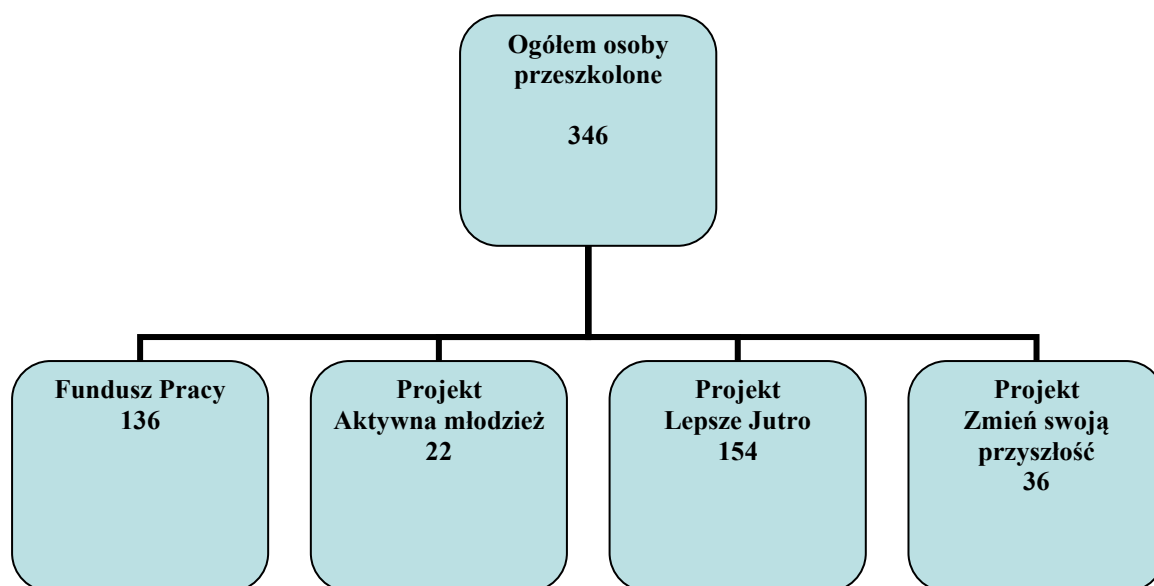 Ogółem osoby
przeszkolone
346
Fundusz Pracy
136
Projekt
Aktywna młodzież
22
Projekt
Lepsze Jutro
154
Projekt
Zmień swoją
przyszłość
36